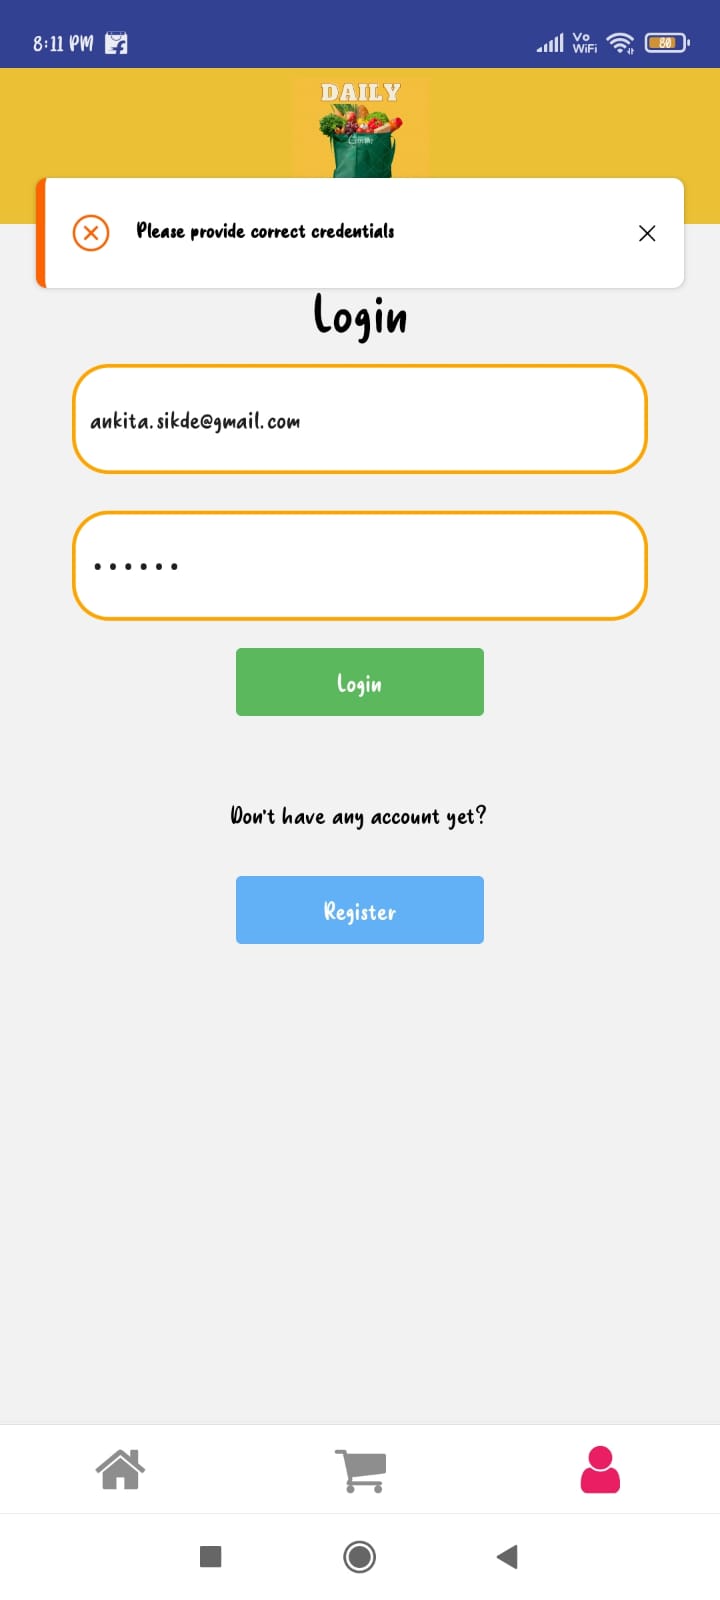 8:11 PM
Vo
WiFi
80
DAILY
Please provide correct credentials
Login
ankita.sikde@gmail.com
••••••
Login
Don't have any account yet?
Register